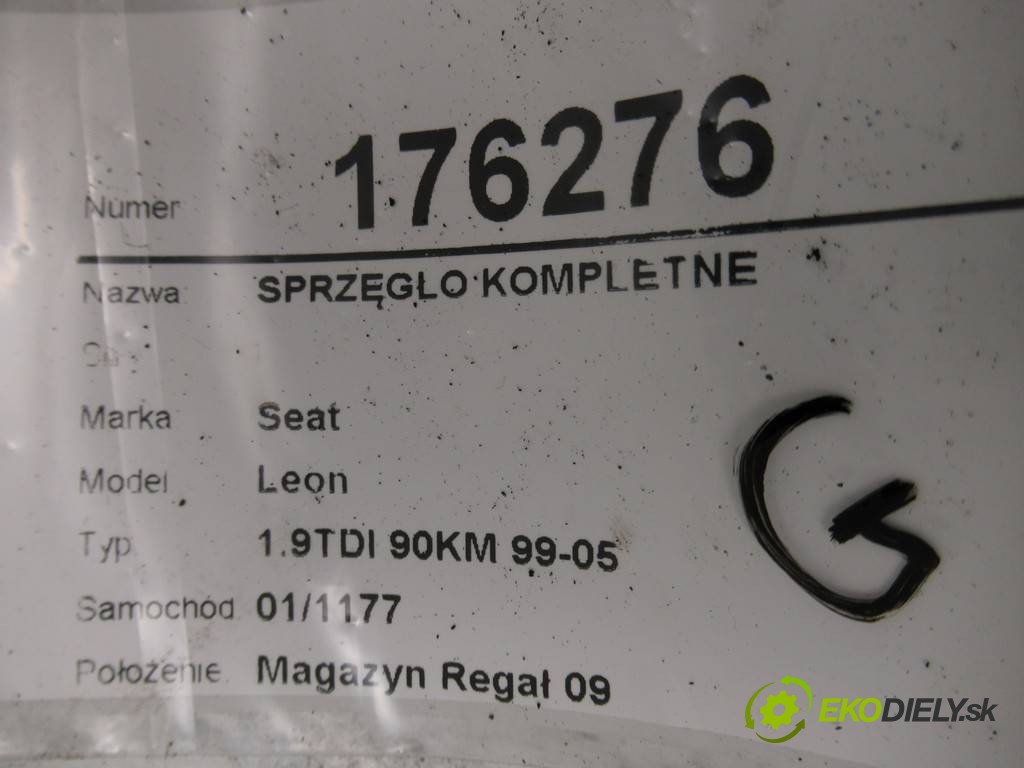 Numer 176276
Nazwa SPRZĘGŁO KOMPLETNE
Marka Seat
Model Leon
Typ 1.9TDI 90KM 99-05
Samochód 01/1177
Położenie Magazyn Regał 09
G
EKODIELY.sk